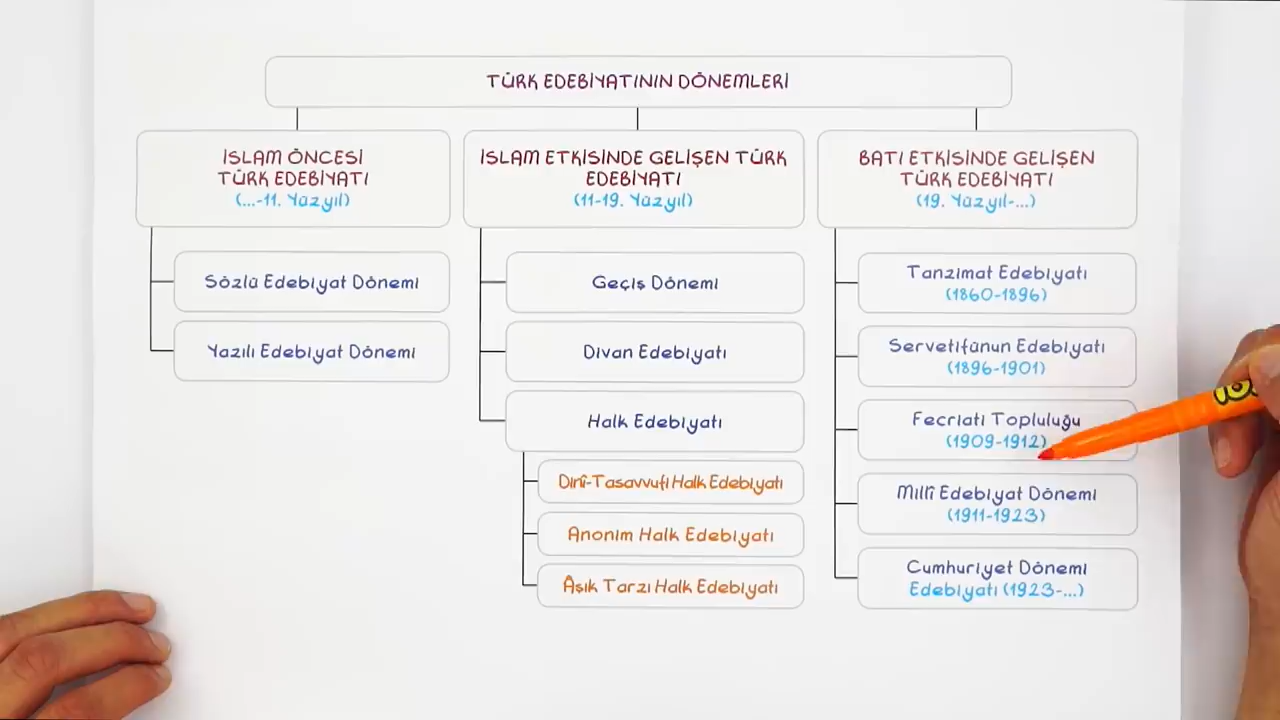 TÜRK EDEBİYATININ DÖNEMLERİ
İSLAM ÖNCESİ
TÜRK EDEBİYATI
(...-11. Yüzyıl)
Sözlü Edebiyat Dönemi
Yazılı Edebiyat Dönemi
İSLAM ETKİSİNDE GELİŞEN TÜRK
EDEBİYATI
(11-19. Yüzyıl)
Geçiş Dönemi
Divan Edebiyatı
Halk Edebiyatı
Dinî-Tasavvufi Halk Edebiyatı
Anonim Halk Edebiyatı
Âşık Tarzı Halk Edebiyatı
BATI ETKİSİNDE GELİŞEN
TÜRK EDEBİYATI
(19. Yüzyıl-...)
Tanzimat Edebiyatı
(1860-1896)
Servetifünun Edebiyatı
(1896-1901)
Fecriati Topluluğu
(1909-1912)
Millî Edebiyat Dönemi
(1911-1923)
Cumhuriyet Dönemi
Edebiyatı (1923-...)